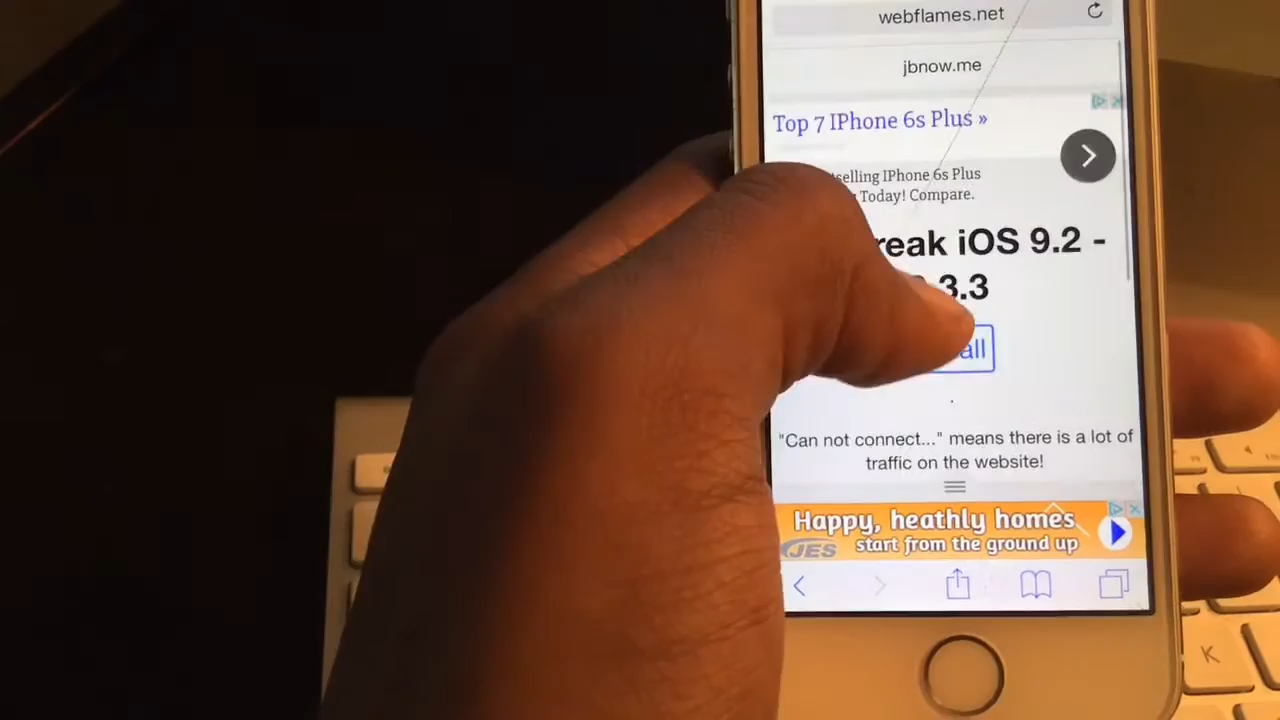 webflames.net
jbnow.me
Top 7 IPhone 6s Plus »
selling IPhone 6s Plus
Today! Compare.
reak iOS 9.2 -
3.3
all
"Can not connect..." means there is a lot of
traffic on the website!
Happy, heathly homes
JES start from the ground up
K